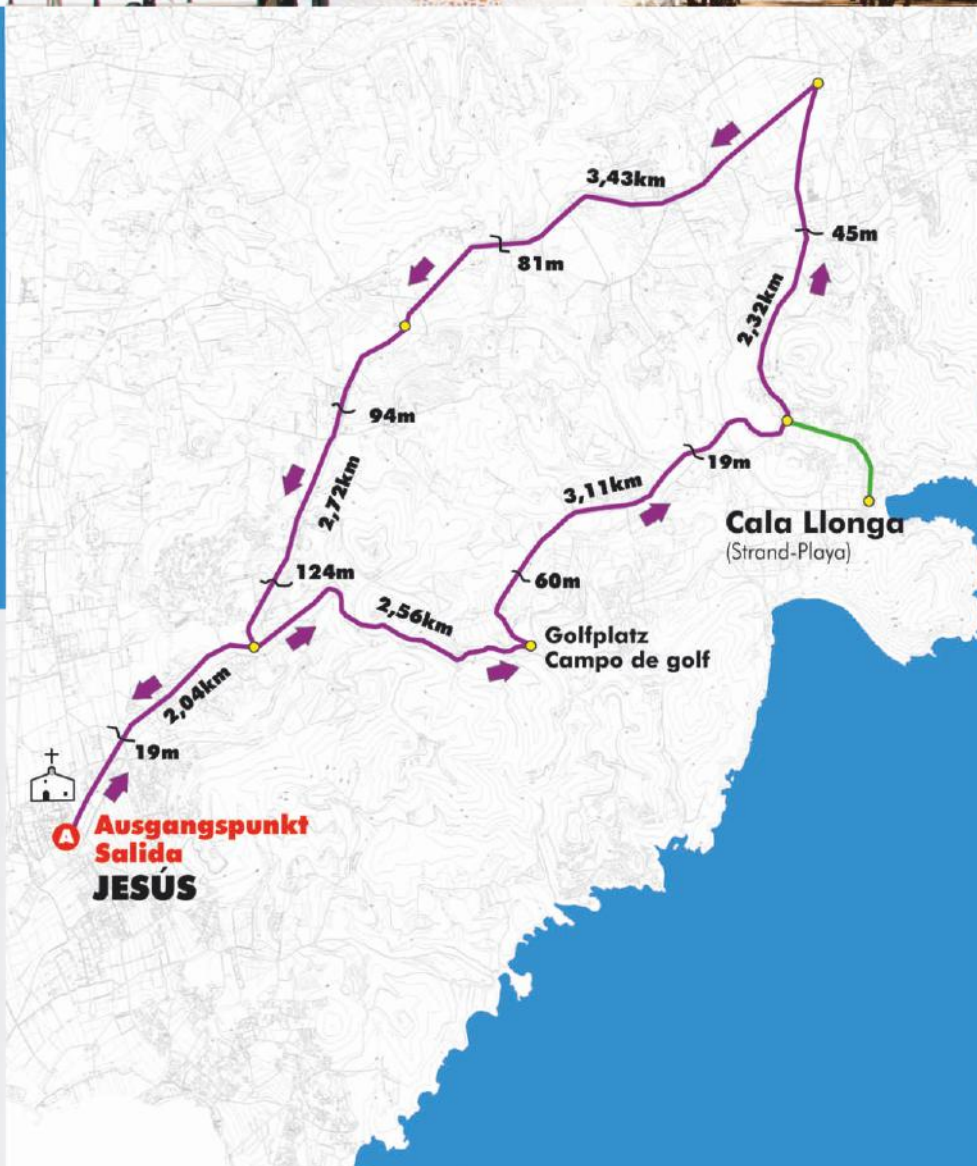 3,43km
45m
81m
2,32km
94m
19m
2,72km
3,11km
Cala Llonga
(Strand-Playa)
124m
60m
2,56km
Golfplatz
Campo de golf
2,04km
19m
A
Ausgangspunkt
Salida
JESÚS